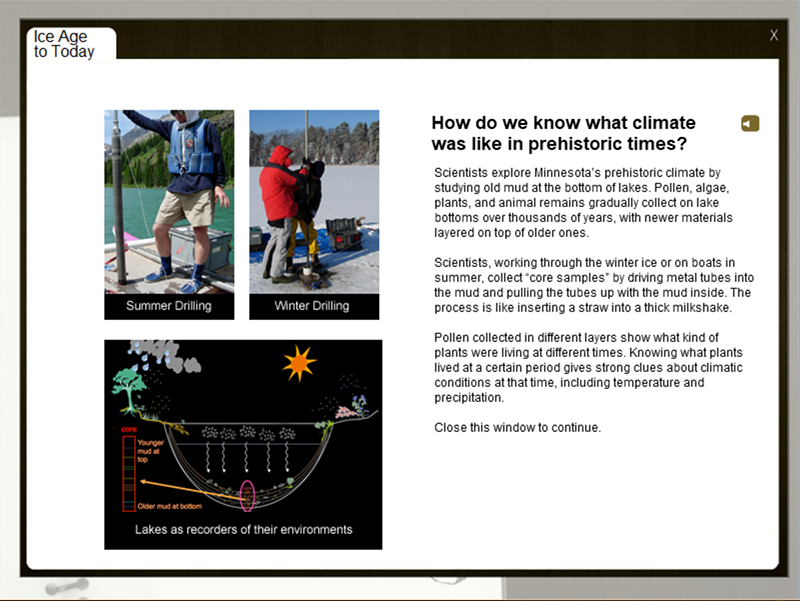 Ice Age
to Today
X
How do we know what climate
was like in prehistoric times?
Scientists explore Minnesota's prehistoric climate by
studying old mud at the bottom of lakes. Pollen, algae,
plants, and animal remains gradually collect on lake
bottoms over thousands of years, with newer materials
layered on top of older ones.
Scientists, working through the winter ice or on boats in
summer, collect “core samples” by driving metal tubes into
the mud and pulling the tubes up with the mud inside. The
process is like inserting a straw into a thick milkshake.
Pollen collected in different layers show what kind of
plants were living at different times. Knowing what plants
lived at a certain period gives strong clues about climatic
conditions at that time, including temperature and
precipitation.
Close this window to continue.
Summer Drilling
Winter Drilling
core
Younger
mud at
top
Older mud at bottom
Lakes as recorders of their environments